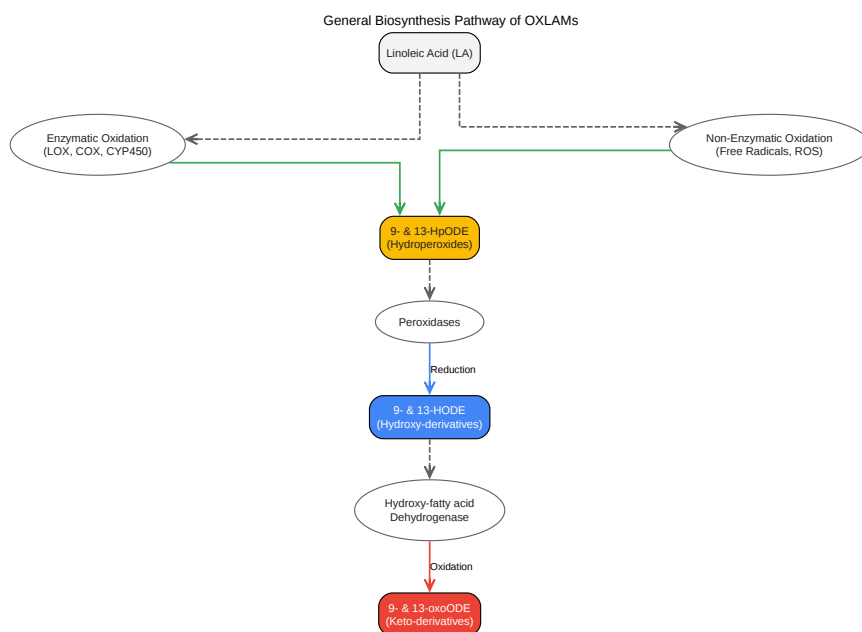 General Biosynthesis Pathway of OXLAMs
Linoleic Acid (LA)
Enzymatic Oxidation
(LOX, COX, CYP450)
Non-Enzymatic Oxidation
(Free Radicals, ROS)
9- & 13-HpODE
(Hydroperoxides)
Peroxidases
Reduction
9- & 13-HODE
(Hydroxy-derivatives)
Hydroxy-fatty acid
Dehydrogenase
Oxidation
9- & 13-oxoODE
(Keto-derivatives)